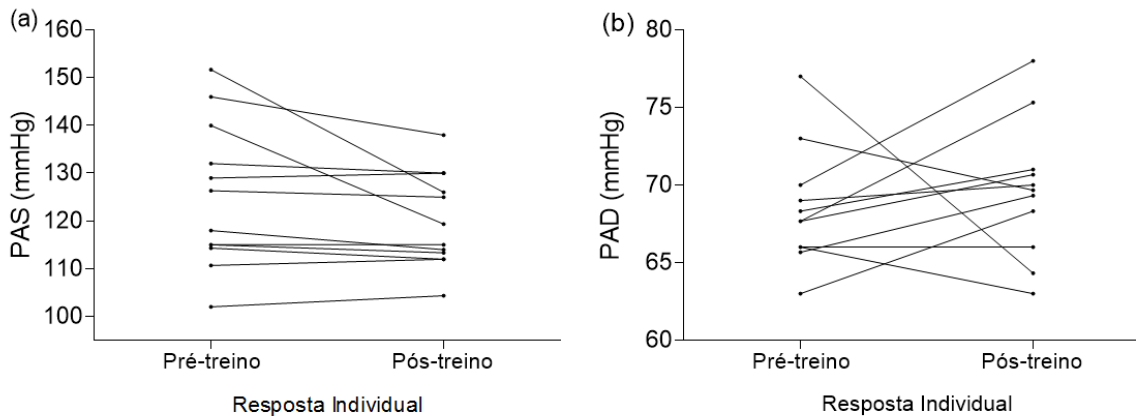 (a)
160
150
140
130
120
110
100
PAS (mmHg)
Pré-treino Pós-treino
Resposta Individual
(b)
80
75
70
65
60
PAD (mmHg)
Pré-treino Pós-treino
Resposta Individual